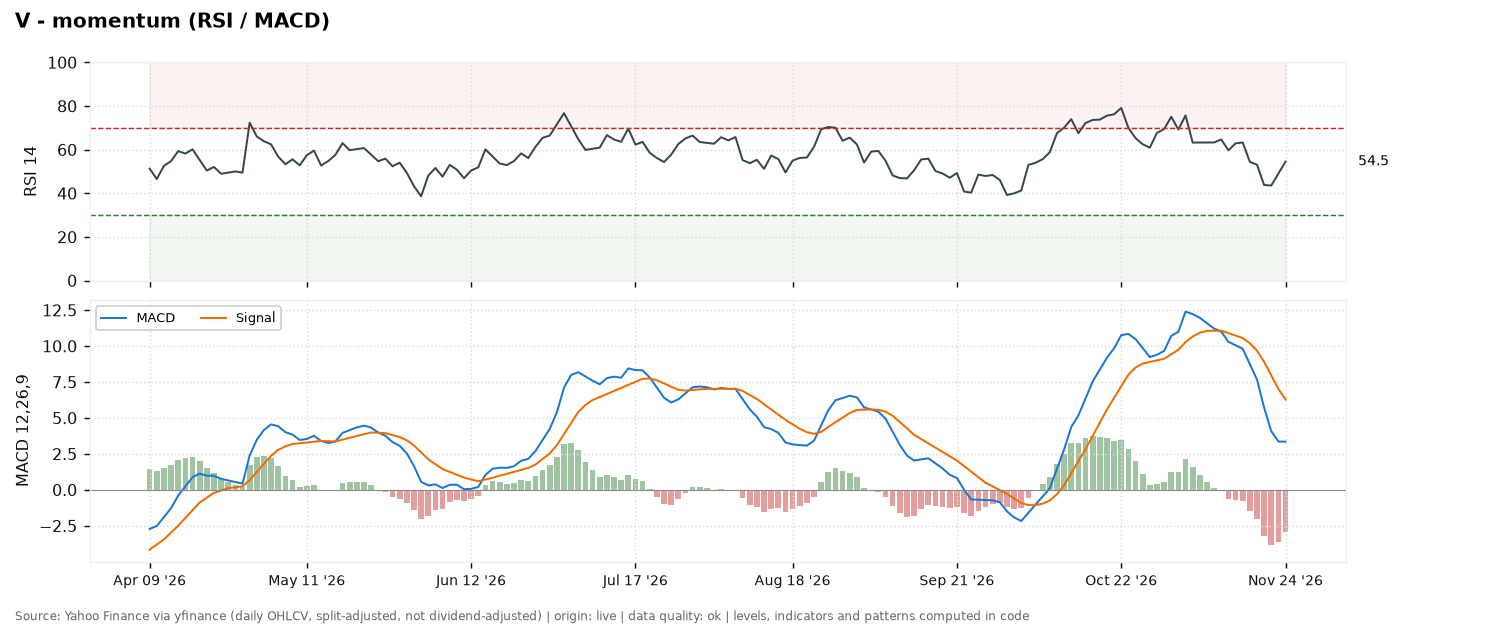 V - momentum (RSI / MACD)
100
80
60
40
20
0
RSI 14
54.5
12.5
10.0
7.5
5.0
2.5
0.0
−2.5
MACD 12,26,9
MACD Signal
Apr 09 '26 May 11 '26 Jun 12 '26 Jul 17 '26 Aug 18 '26 Sep 21 '26 Oct 22 '26 Nov 24 '26
Source: Yahoo Finance via yfinance (daily OHLCV, split-adjusted, not dividend-adjusted) | origin: live | data quality: ok | levels, indicators and patterns computed in code